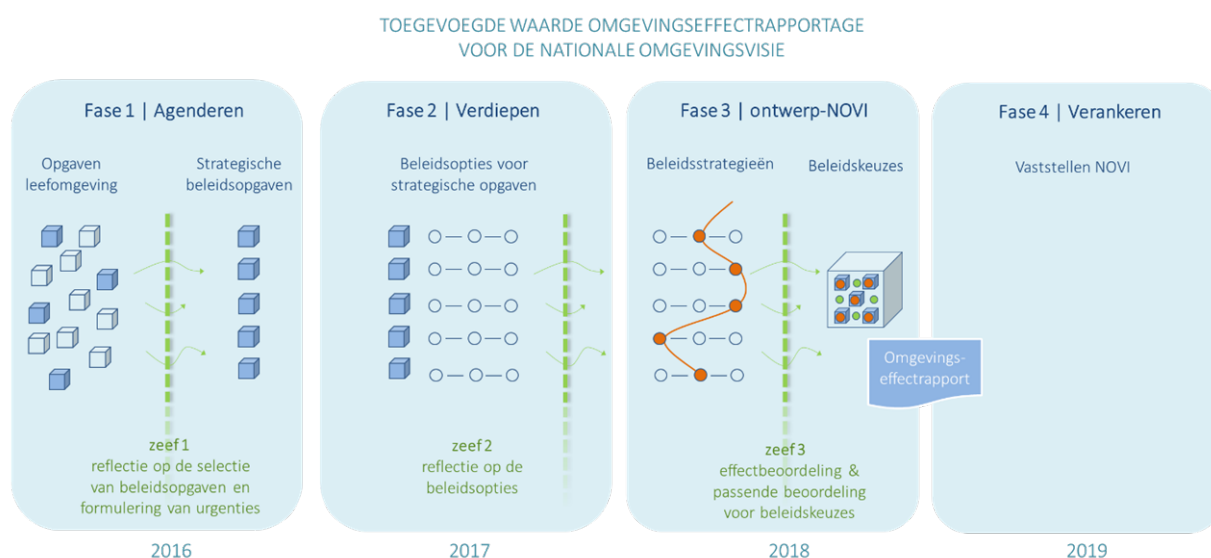 TOEGEVOEGDE WAARDE OMGEVINGSEFFECTRAPPORTAGE
VOOR DE NATIONALE OMGEVINGSVISIE
Fase 1 | Agenderen
Opgaven
leefomgeving
Strategische
beleidsopgaven
zeef 1
reflectie op de selectie
van beleidsopgaven en
formulering van urgenties
2016
Fase 2 | Verdiepen
Beleidsopties voor
strategische opgaven
zeef 2
reflectie op de
beleidsopties
2017
Fase 3 | ontwerp-NOVI
Beleidsstrategieën
Beleidskeuzes
Omgevings-
effectrapport
zeef 3
effectbeoordeling &
passende beoordeling
voor beleidskeuzes
2018
Fase 4 | Verankeren
Vaststellen NOVI
2019